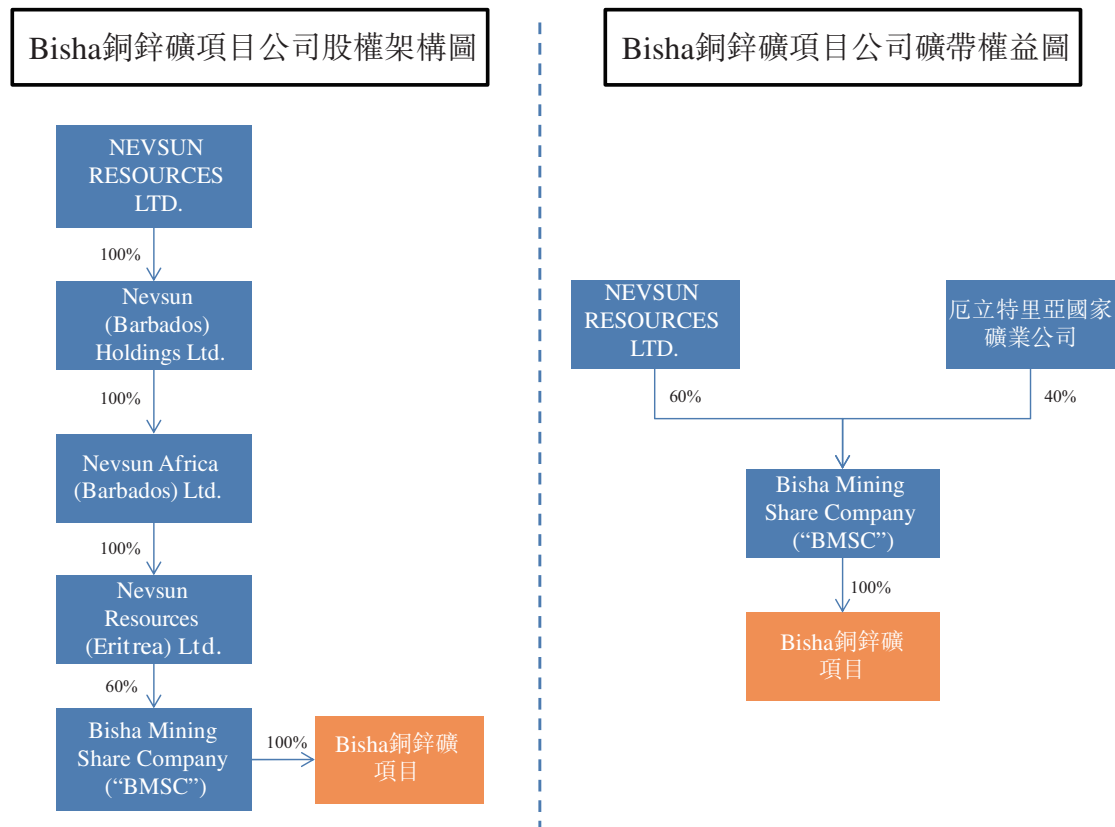 Bisha銅鋅礦項目公司股權架構圖
NEVSUN
RESOURCES
LTD.
100%
Nevsun
(Barbados)
Holdings Ltd.
100%
Nevsun Africa
(Barbados) Ltd.
100%
Nevsun
Resources
(Eritrea) Ltd.
60%
Bisha Mining
Share Company
(“BMSC”)
100%
Bisha銅鋅礦
項目
Bisha銅鋅礦項目公司礦帶權益圖
NEVSUN
RESOURCES
LTD.
厄立特里亞國家
礦業公司
60%
40%
Bisha Mining
Share Company
(“BMSC”)
100%
Bisha銅鋅礦
項目